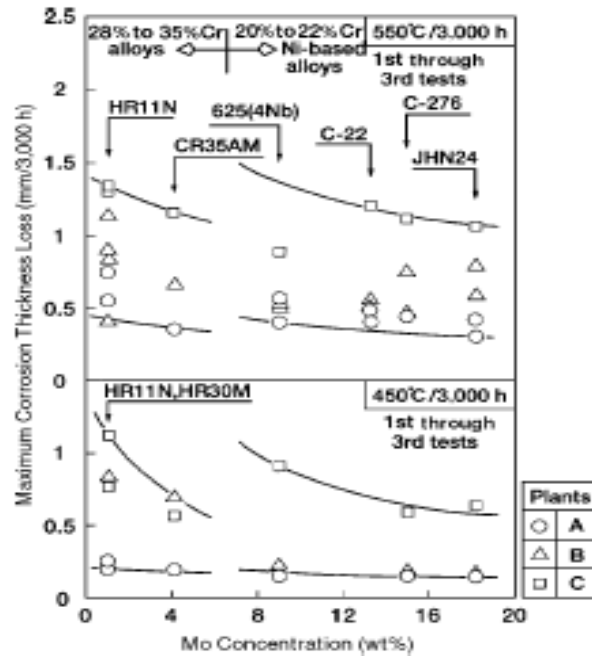 2.5
28% to 35%Cr alloys
20% to 22%Cr Ni-based alloys
550℃/3,000 h
1st through 3rd tests
HR11N
CR35AM
625(4Nb)
C-22
C-276
JHN24
2
1.5
1
0.5
0
Maximum Corrosion Thickness Loss (mm/3,000 h)
HR11N,HR30M
450℃/3,000 h
1st through 3rd tests
1
0.5
0
0
4
8
12
16
20
Mo Concentration (wt%)
Plants
A
B
C